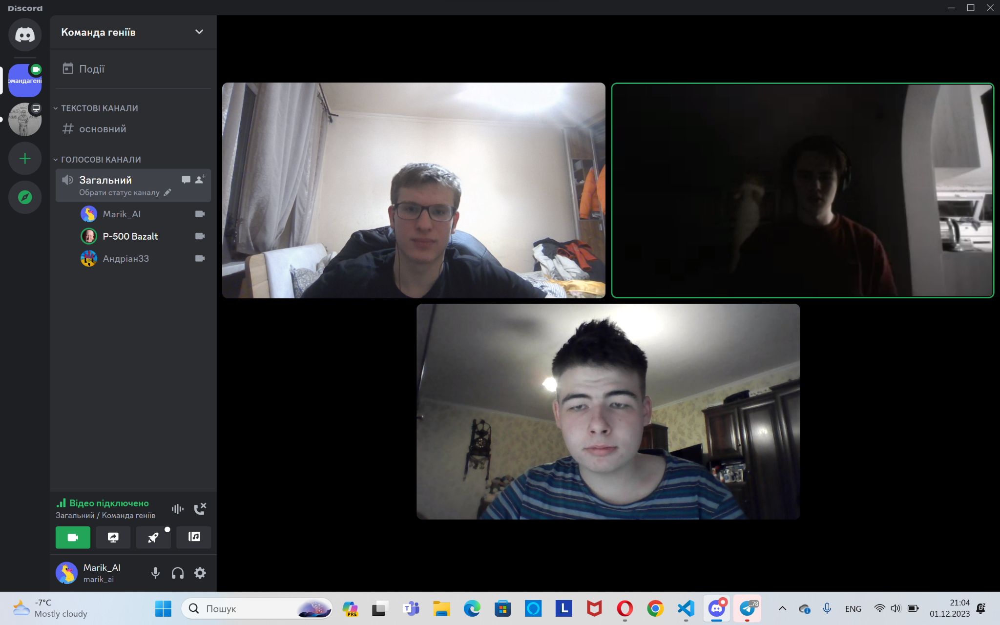 Discord
Команда геніїв
омандагені
Події
ТЕКСТОВІ КАНАЛИ
основний
ГОЛОСОВІ КАНАЛИ
Загальний
Обрати статус каналу
Marik_AI
P-500 Bazalt
Андріан33
Відео підключено
Загальний / Команда геніїв
Marik_AI
marik_ai
-7°C
Mostly cloudy
Пошук
PRE
T
L
..78
ENG
21:04
01.12.2023